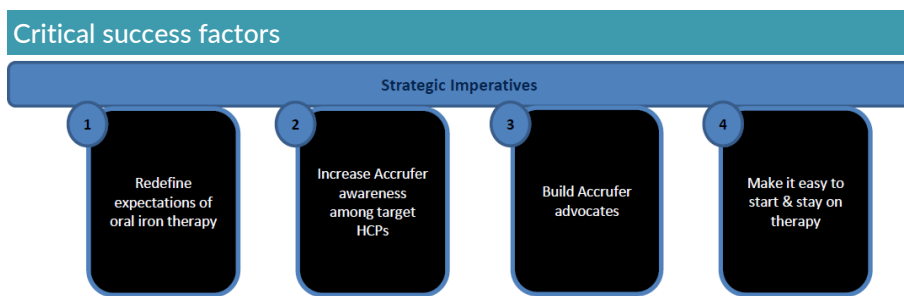 Critical success factors
Strategic Imperatives
1
Redefine
expectations of
oral iron therapy
2
Increase Accrufer
awareness
among target
HCPs
3
Build Accrufer
advocates
4
Make it easy to
start & stay on
therapy